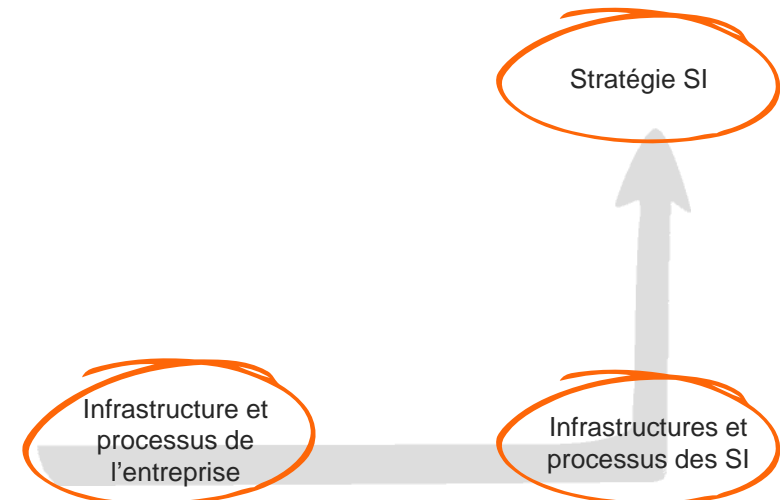 Stratégie SI
Infrastructure et
processus de
l’entreprise
Infrastructures et
processus des SI